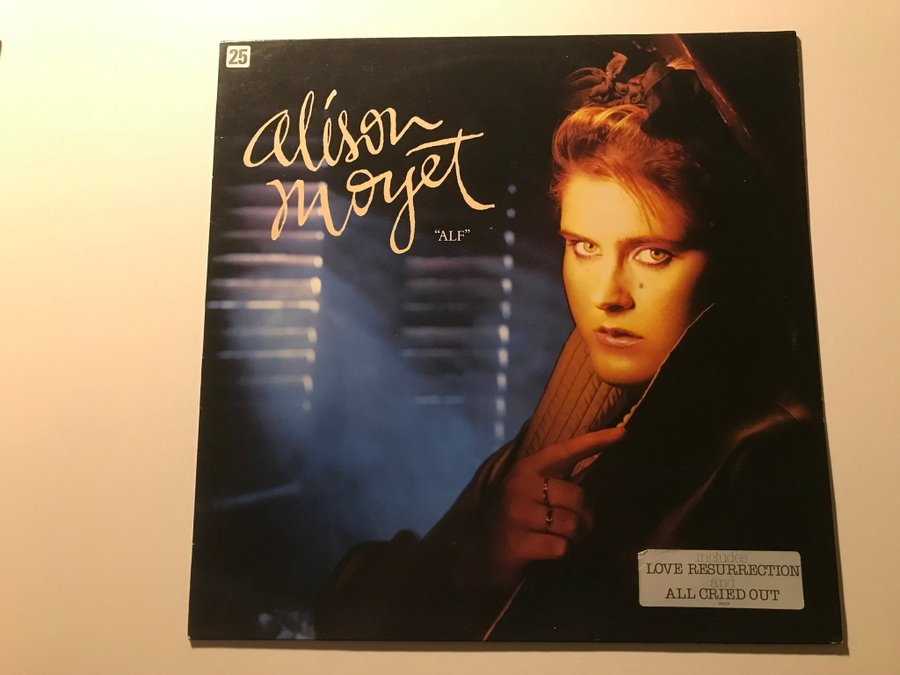 25
alison
moyet
"ALF"
includes
LOVE RESURRECTION
and
ALL CRIED OUT